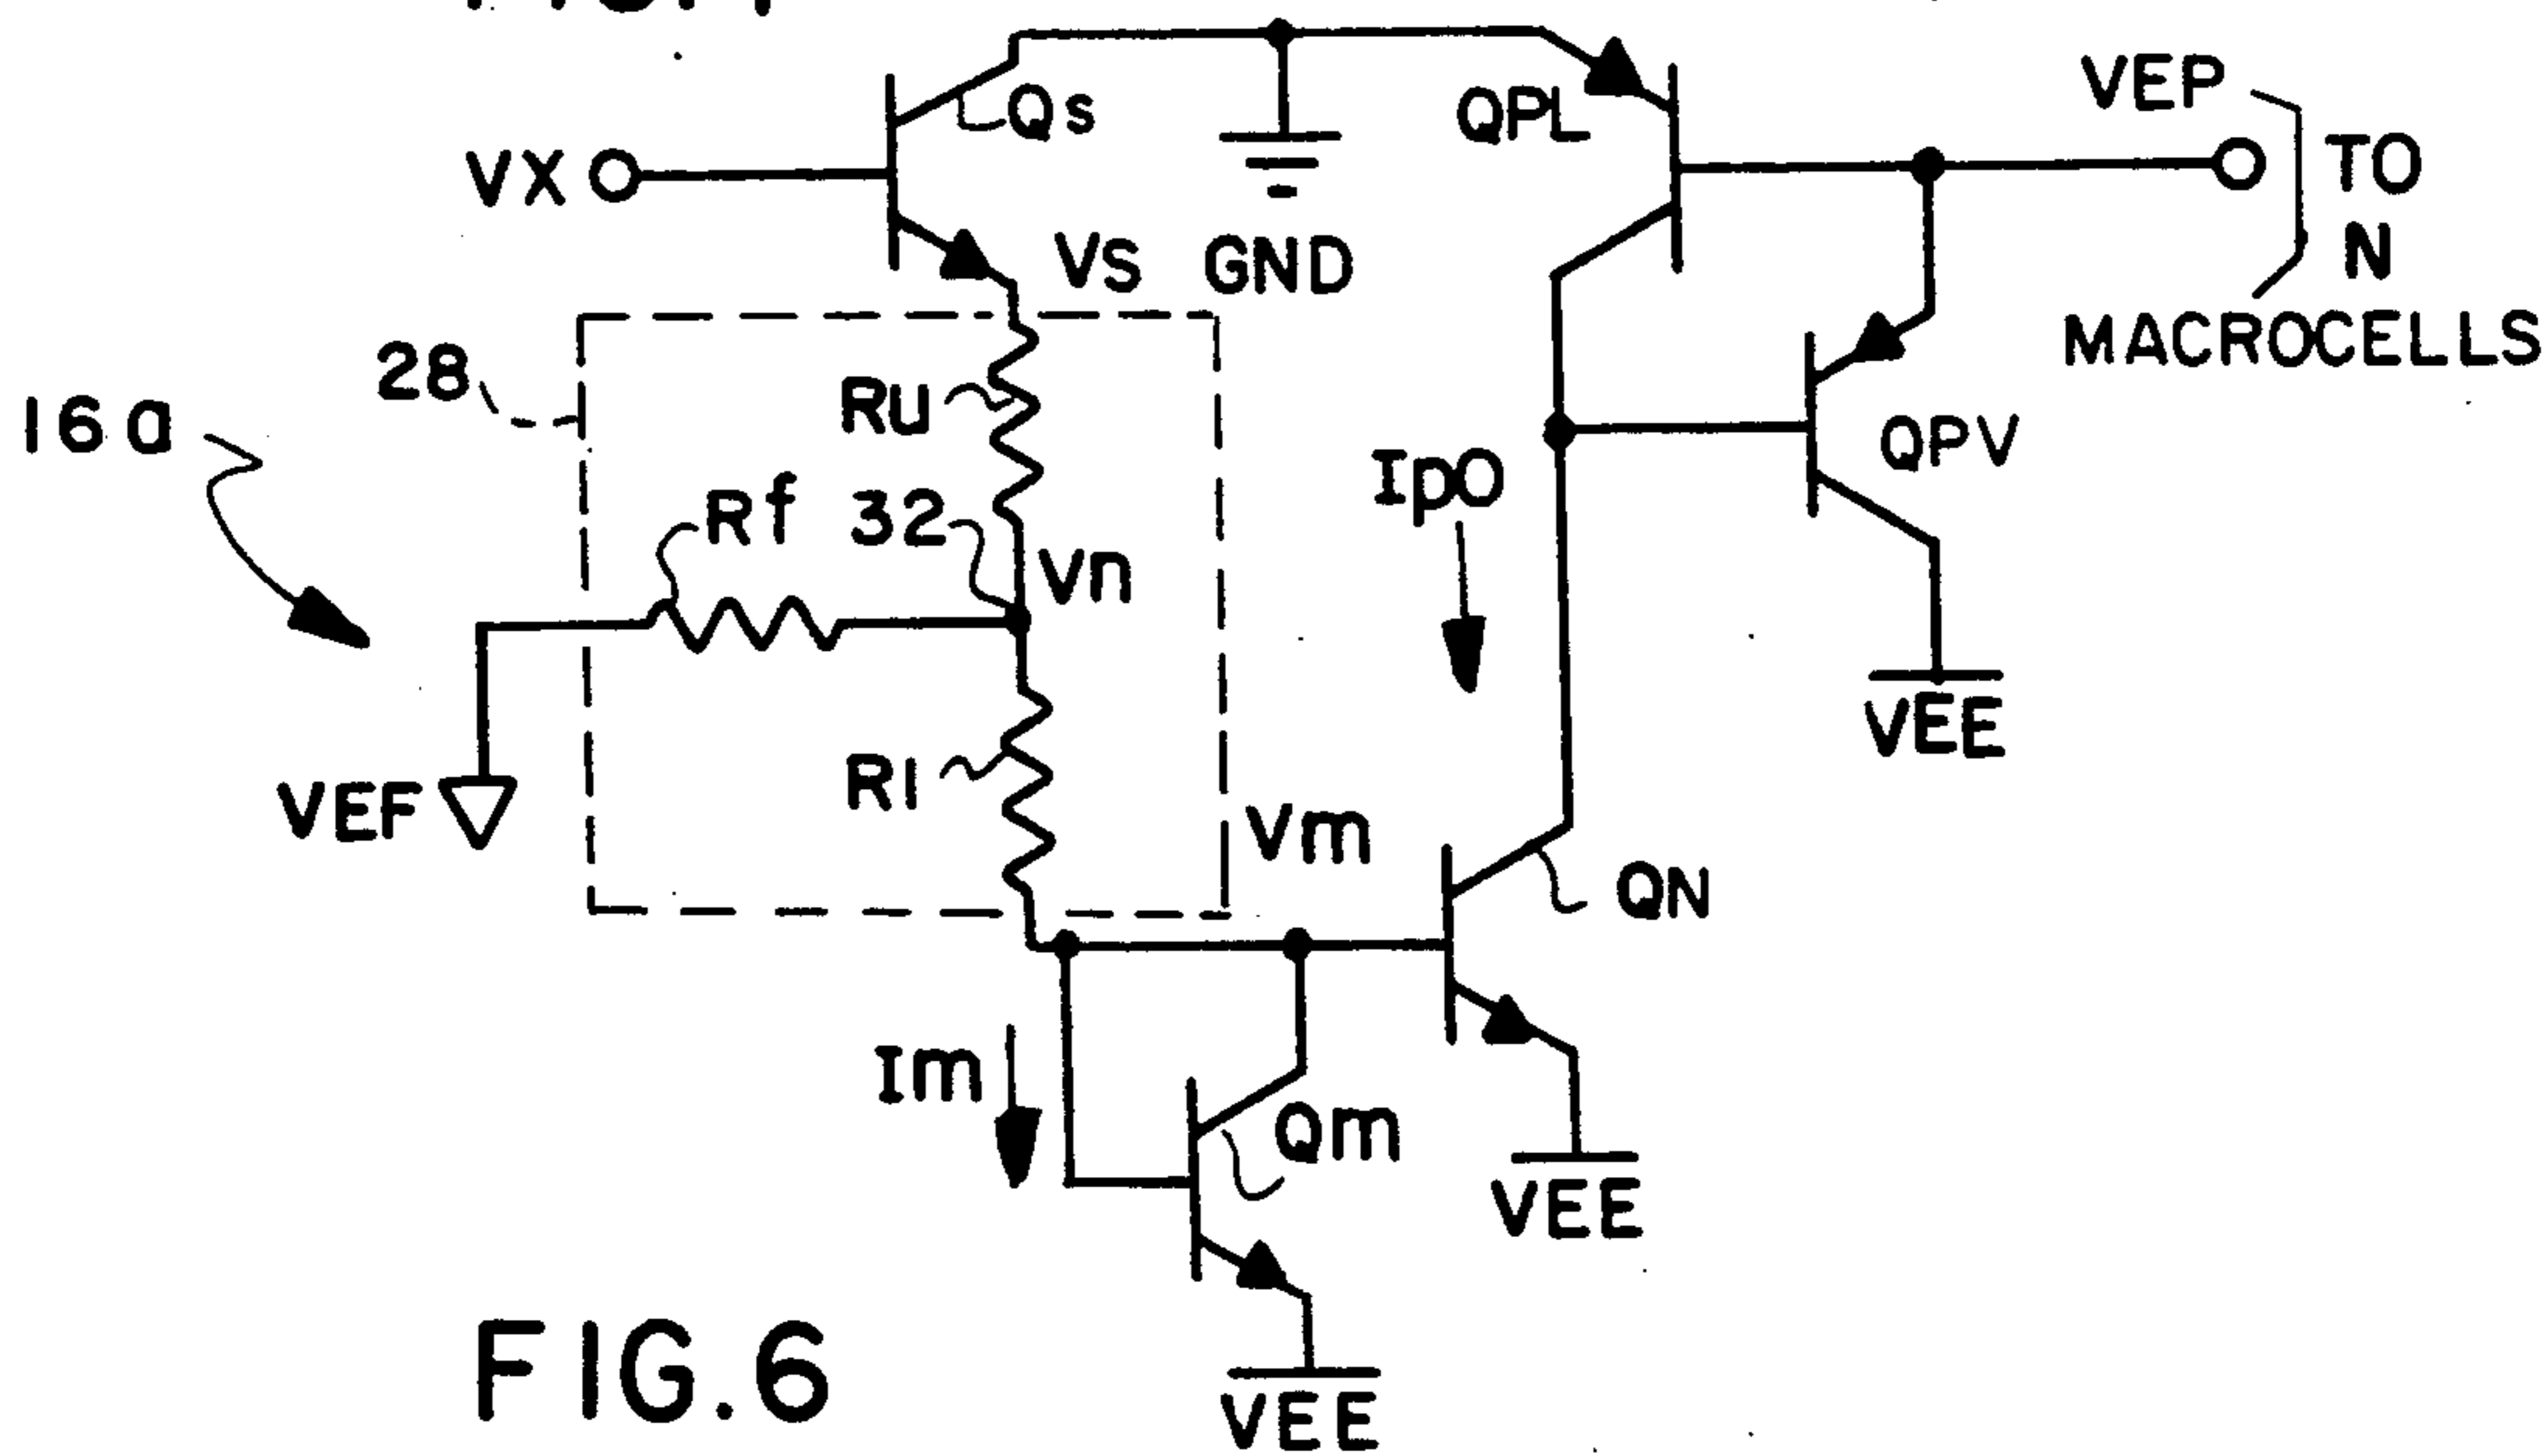 Qs
QPL
VEP
VX
TO
N
MACROCELLS
VS
GND
28
Ru
16a
QPV
Rf
32
IpO
Vn
VEE
Rl
VEF
Vm
QN
Im
Qm
VEE
FIG.6
VEE